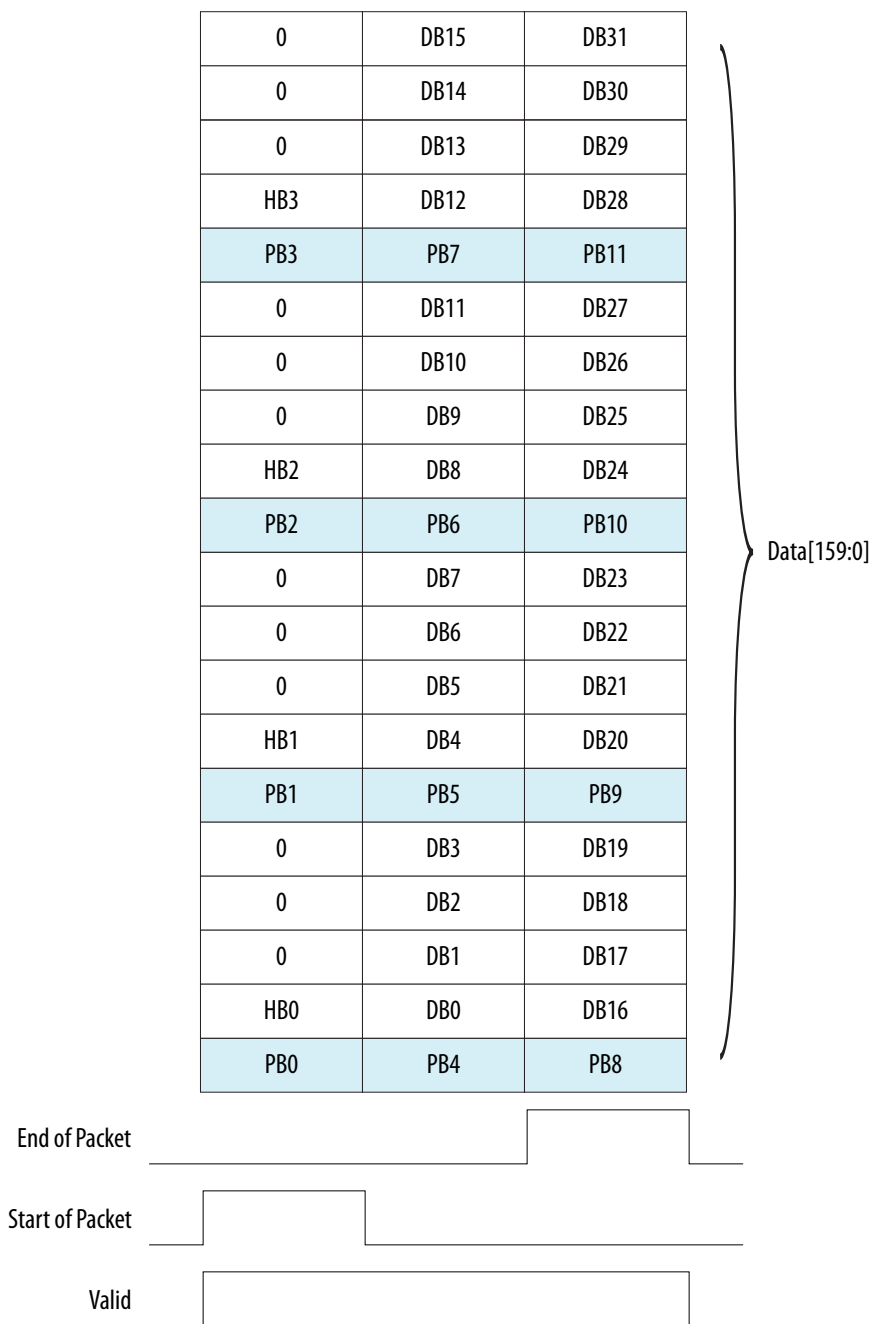 0 DB15 DB31
0 DB14 DB30
0 DB13 DB29
HB3 DB12 DB28
PB3 PB7 PB11
0 DB11 DB27
0 DB10 DB26
0 DB9 DB25
HB2 DB8 DB24
PB2 PB6 PB10
0 DB7 DB23
Data[159:0]
0 DB6 DB22
0 DB5 DB21
HB1 DB4 DB20
PB1 PB5 PB9
0 DB3 DB19
0 DB2 DB18
0 DB1 DB17
HB0 DB0 DB16
PB0 PB4 PB8
End of Packet
Start of Packet
Valid